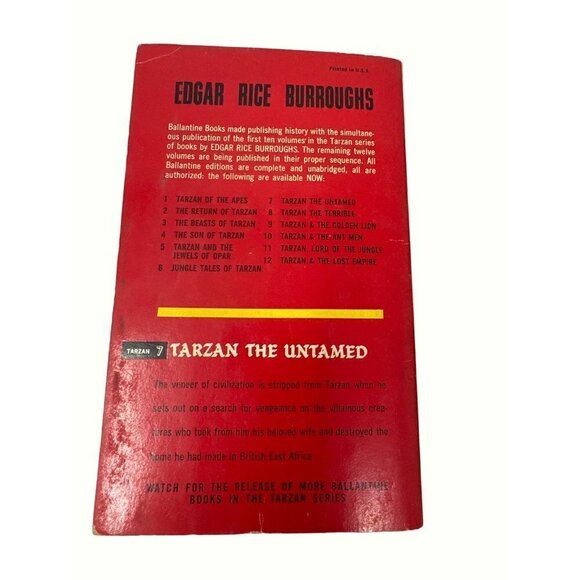 Printed in U.S.A.
EDGAR RICE BURROUGHS
Ballantine Books made publishing history with the simultane-
ous publication of the first ten volumes in the Tarzan series
of books by EDGAR RICE BURROUGHS. The remaining twelve
volumes are being published in their proper sequence. All
Ballantine editions are complete and unabridged, all are
authorized: the following are available NOW:
1 TARZAN OF THE APES
2 THE RETURN OF TARZAN
3 THE BEASTS OF TARZAN
4 THE SON OF TARZAN
5 TARZAN AND THE
JEWELS OF OPAR
6 JUNGLE TALES OF TARZAN
7 TARZAN THE UNTAMED
8 TARZAN THE TERRIBLE
9 TARZAN & THE GOLDEN LION
10 TARZAN & THE ANT MEN
11 TARZAN, LORD OF THE JUNGLE
12 TARZAN & THE LOST EMPIRE
TARZAN 7 TARZAN THE UNTAMED
The veneer of civilization is stripped from Tarzan when he
sets out on a search for vengeance on the villainous crea-
tures who took from him his beloved wife and destroyed the
home he had made in British East Africa
WATCH FOR THE RELEASE OF MORE BALLANTINE
BOOKS IN THE TARZAN SERIES